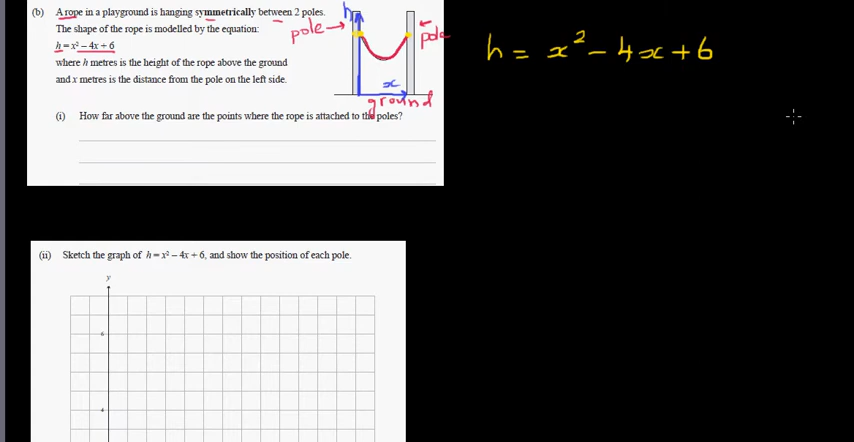 (b) A rope in a playground is hanging symmetrically between 2 poles.
The shape of the rope is modelled by the equation:
h = x² – 4x + 6
where h metres is the height of the rope above the ground
and x metres is the distance from the pole on the left side.
h
pole
pole
x
ground
(i) How far above the ground are the points where the rope is attached to the poles?
h = x² – 4x + 6
(ii) Sketch the graph of h = x² – 4x + 6, and show the position of each pole.
y
6
4